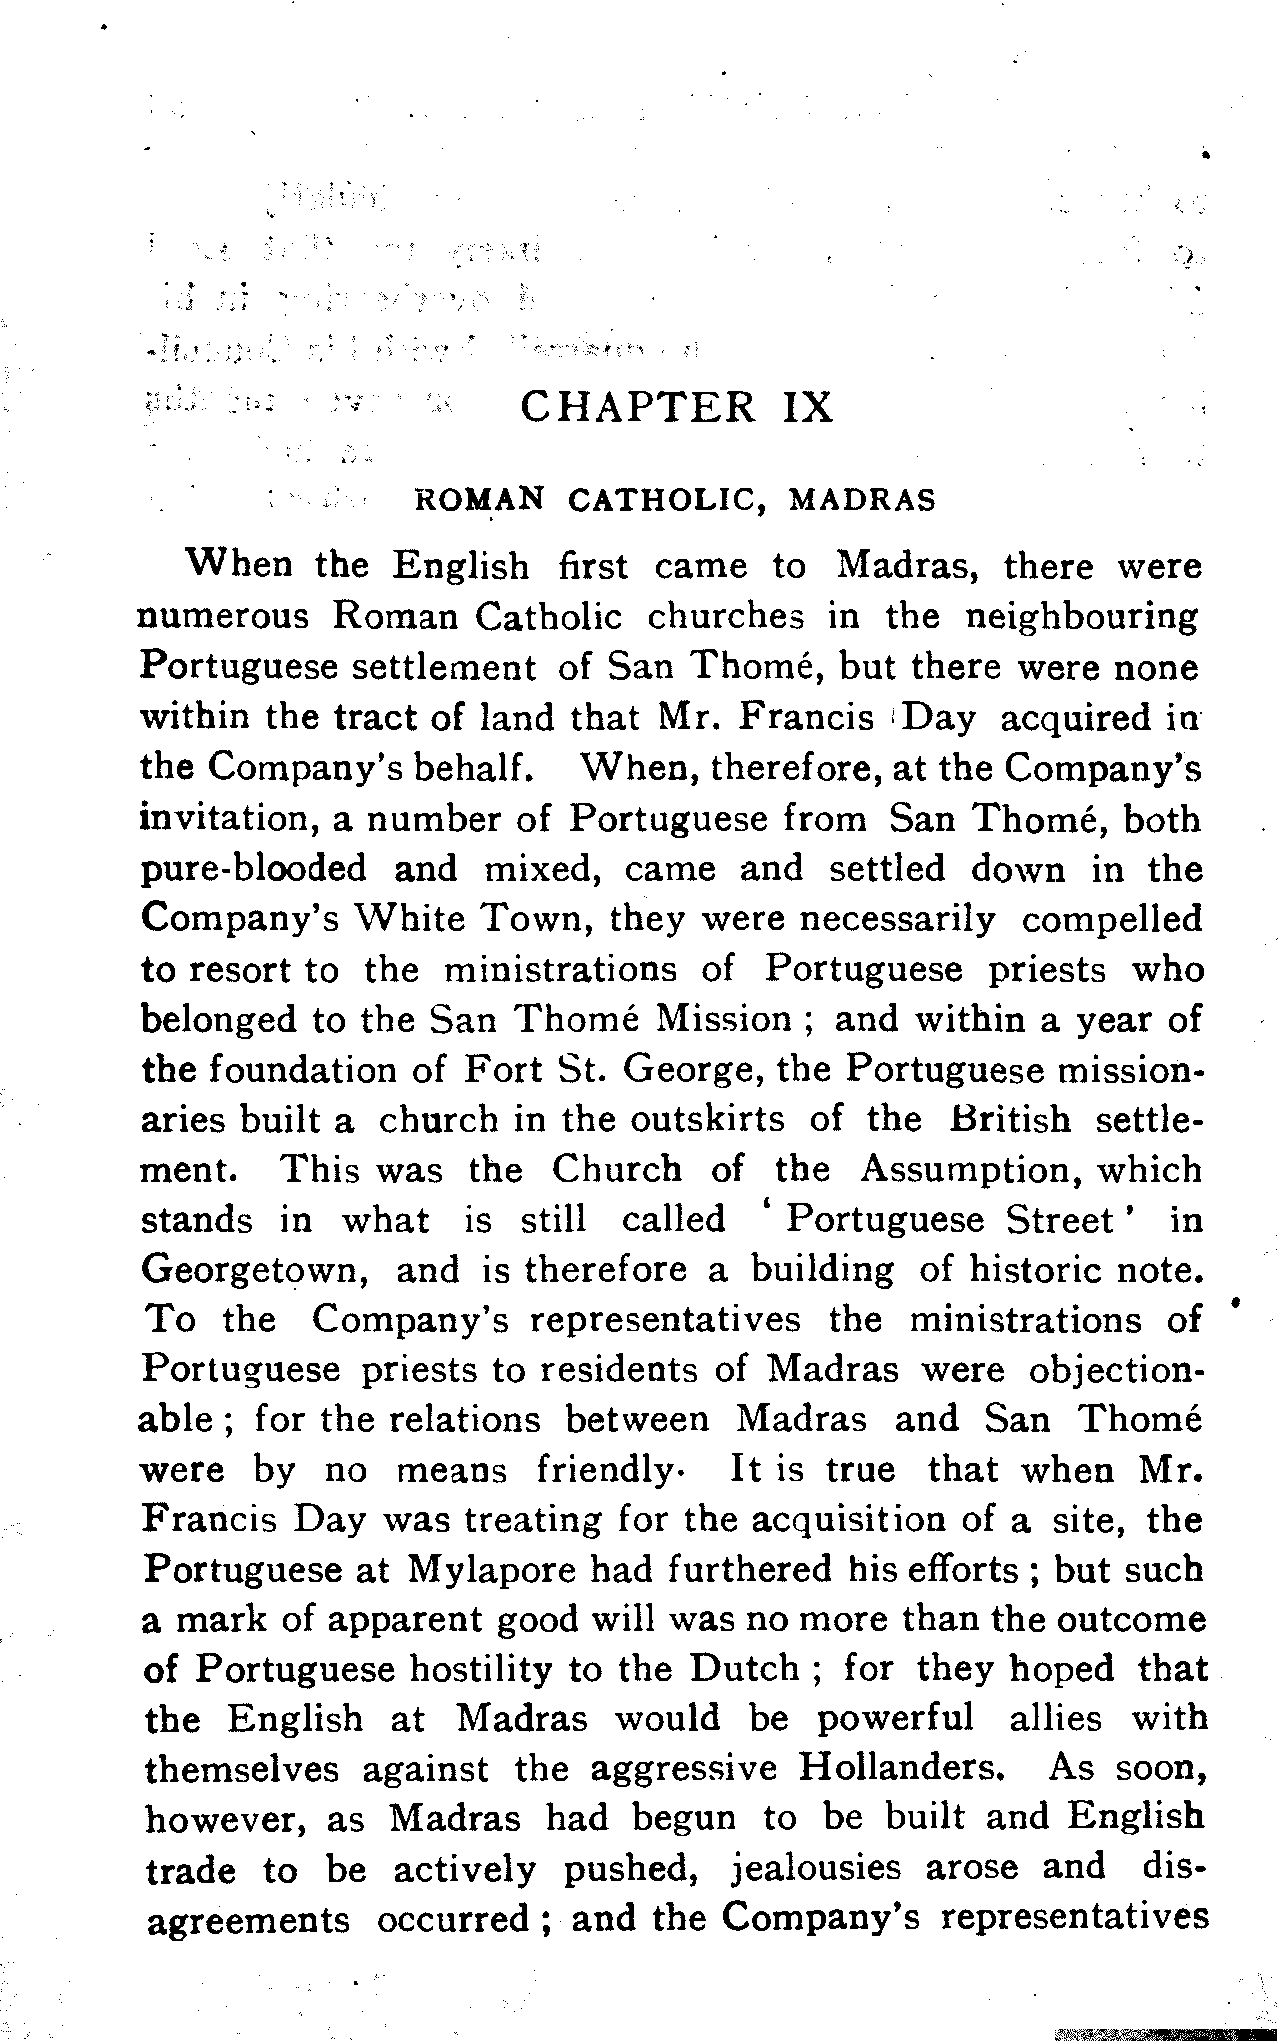 CHAPTER IX
ROMAN CATHOLIC, MADRAS
When the English first came to Madras, there were
numerous Roman Catholic churches in the neighbouring
Portuguese settlement of San Thomé, but there were none
within the tract of land that Mr. Francis Day acquired in
the Company's behalf. When, therefore, at the Company's
invitation, a number of Portuguese from San Thomé, both
pure-blooded and mixed, came and settled down in the
Company's White Town, they were necessarily compelled
to resort to the ministrations of Portuguese priests who
belonged to the San Thomé Mission ; and within a year of
the foundation of Fort St. George, the Portuguese mission-
aries built a church in the outskirts of the British settle-
ment. This was the Church of the Assumption, which
stands in what is still called ‘ Portuguese Street ’ in
Georgetown, and is therefore a building of historic note.
To the Company's representatives the ministrations of
Portuguese priests to residents of Madras were objection-
able ; for the relations between Madras and San Thomé
were by no means friendly. It is true that when Mr.
Francis Day was treating for the acquisition of a site, the
Portuguese at Mylapore had furthered his efforts ; but such
a mark of apparent good will was no more than the outcome
of Portuguese hostility to the Dutch ; for they hoped that
the English at Madras would be powerful allies with
themselves against the aggressive Hollanders. As soon,
however, as Madras had begun to be built and English
trade to be actively pushed, jealousies arose and dis-
agreements occurred ; and the Company's representatives